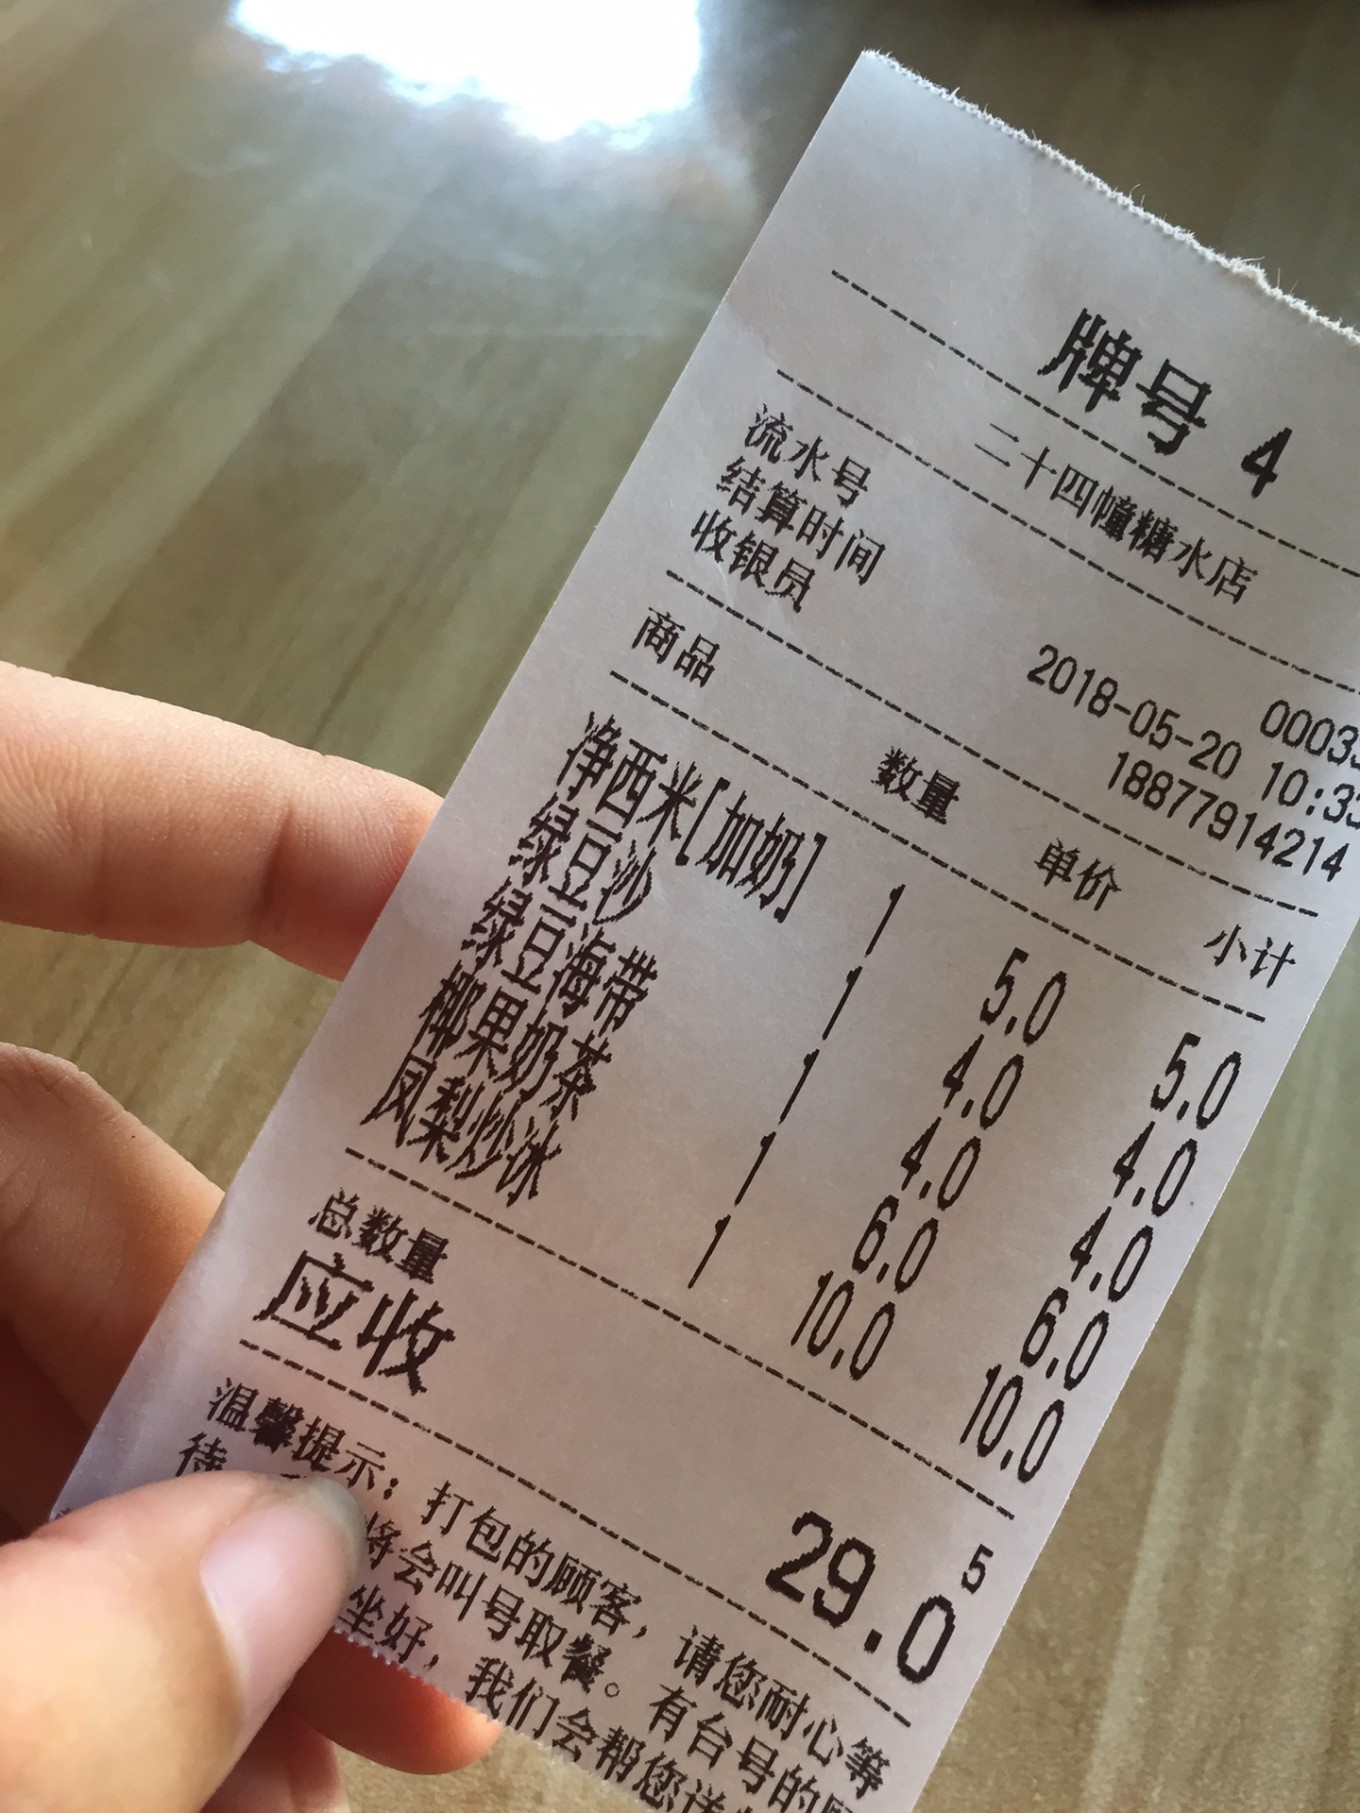 牌号 4
二十四幢糖水店
流水号 00033
结算时间 2018-05-20 10:33
收银员 18877914214
商品 数量 单价 小计
净西米[加奶] 1 5.0 5.0
绿豆沙 1 4.0 4.0
绿豆海带 1 4.0 4.0
椰果奶茶 1 6.0 6.0
凤梨炒冰 1 10.0 10.0
总数量 5
应收 29.0
温馨提示：打包的顾客，请您耐心等
待 将会叫号取餐。有台号的
坐好，我们会帮您送